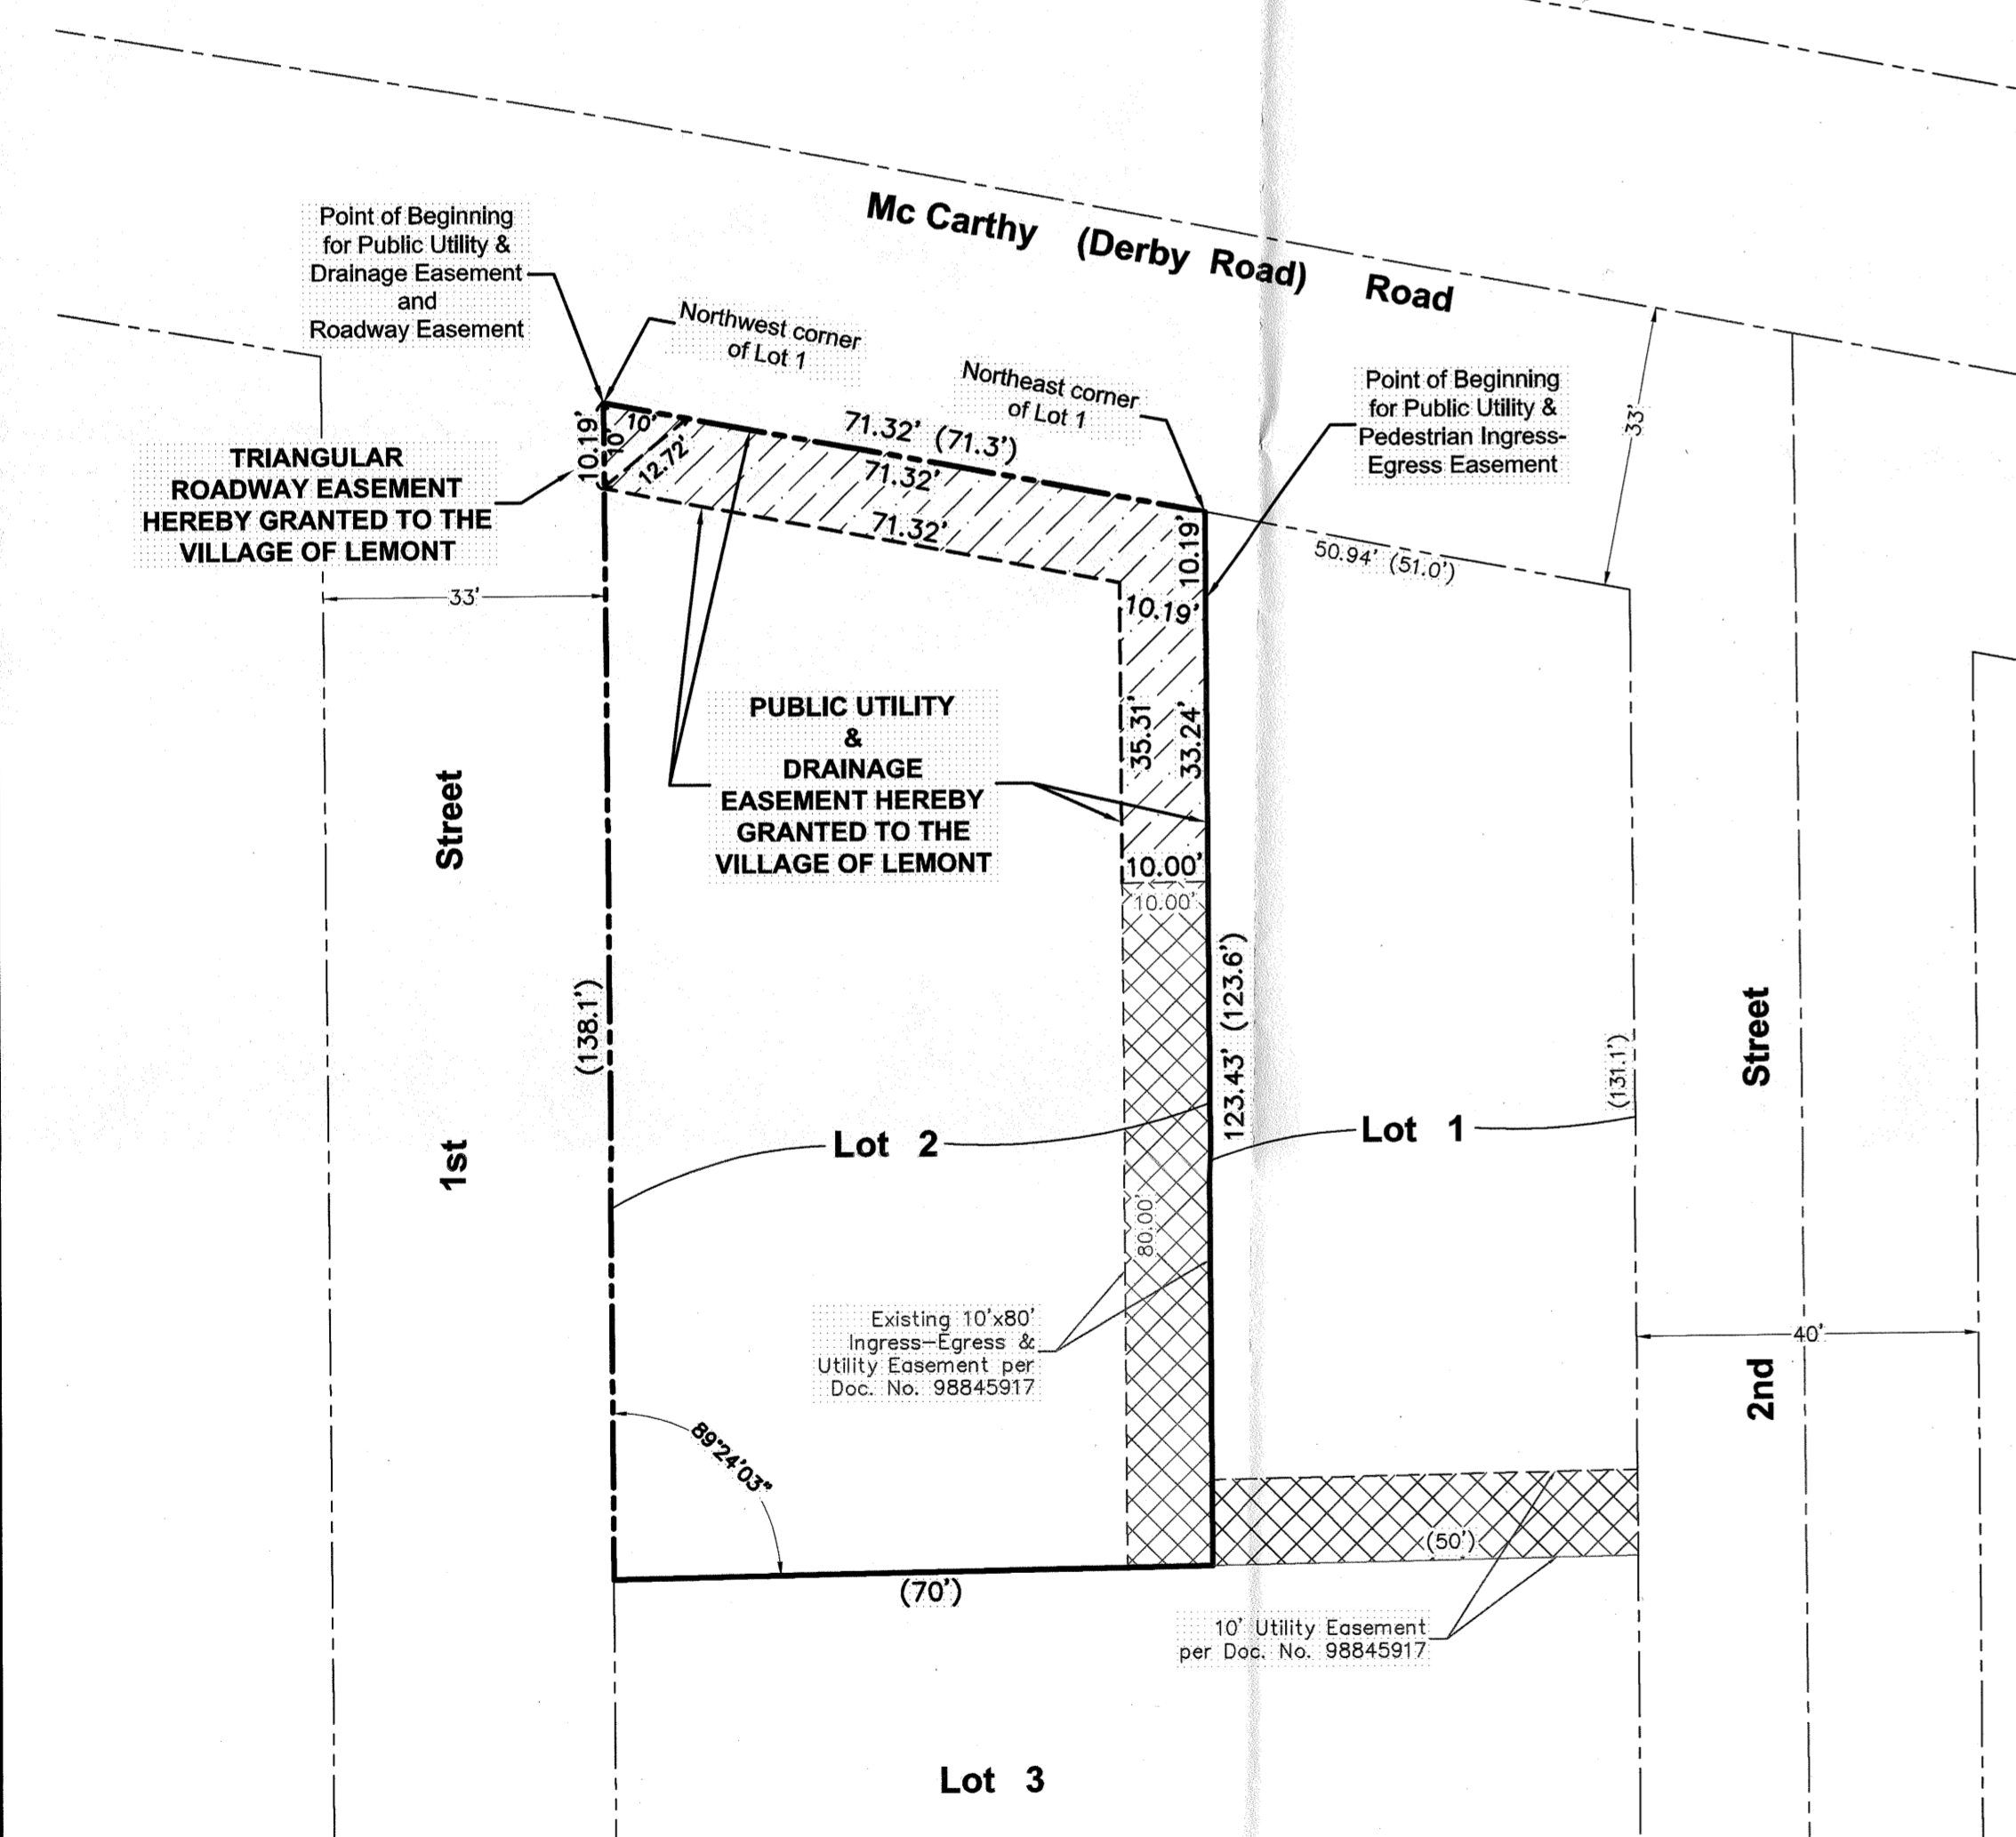 Mc Carthy (Derby Road) Road
Point of Beginning
for Public Utility &
Drainage Easement
and
Roadway Easement
Northwest corner
of Lot 1
Northeast corner
of Lot 1
Point of Beginning
for Public Utility &
Pedestrian Ingress-
Egress Easement
33'
TRIANGULAR
ROADWAY EASEMENT
HEREBY GRANTED TO THE
VILLAGE OF LEMONT
10.19'
10'
10'
12.72'
71.32' (71.3')
71.32'
71.32'
10.19'
50.94' (51.0')
33'
10.19'
PUBLIC UTILITY
&
DRAINAGE
EASEMENT HEREBY
GRANTED TO THE
VILLAGE OF LEMONT
35.31'
33.24'
10.00'
10.00'
1st Street
(138.1')
123.43' (123.6')
(131.1')
2nd Street
Lot 2
Lot 1
80.00'
Existing 10'x80'
Ingress-Egress &
Utility Easement per
Doc. No. 98845917
40'
89°24'03"
(50')
(70')
10' Utility Easement
per Doc. No. 98845917
Lot 3